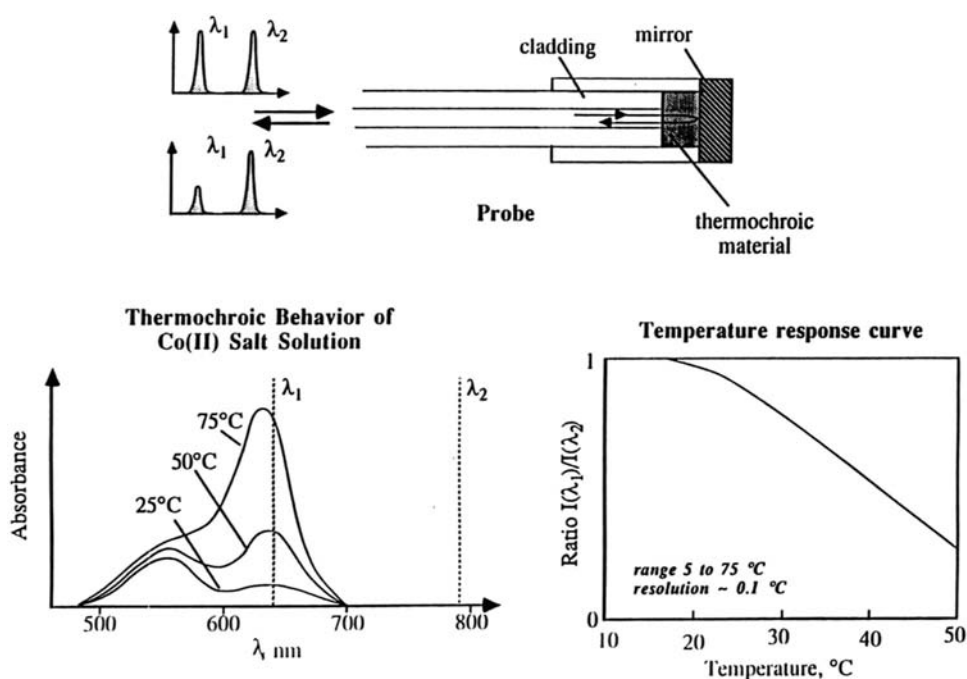 λ1 λ2
λ1 λ2
cladding
mirror
Probe
thermochroic
material
Thermochroic Behavior of
Co(II) Salt Solution
Absorbance
λ1
λ2
75°C
50°C
25°C
500 600 700 800
λ, nm
Temperature response curve
Ratio I(λ1)/I(λ2)
1
0
range 5 to 75 °C
resolution ~ 0.1 °C
10 20 30 40 50
Temperature, °C